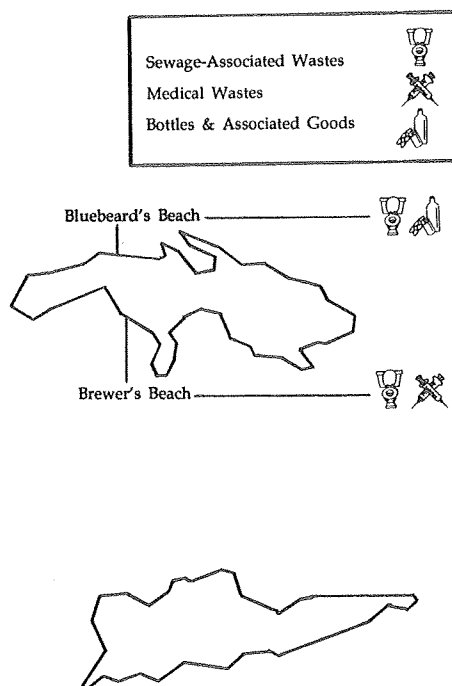 Sewage-Associated Wastes
Medical Wastes
Bottles & Associated Goods
Bluebeard's Beach
Brewer's Beach